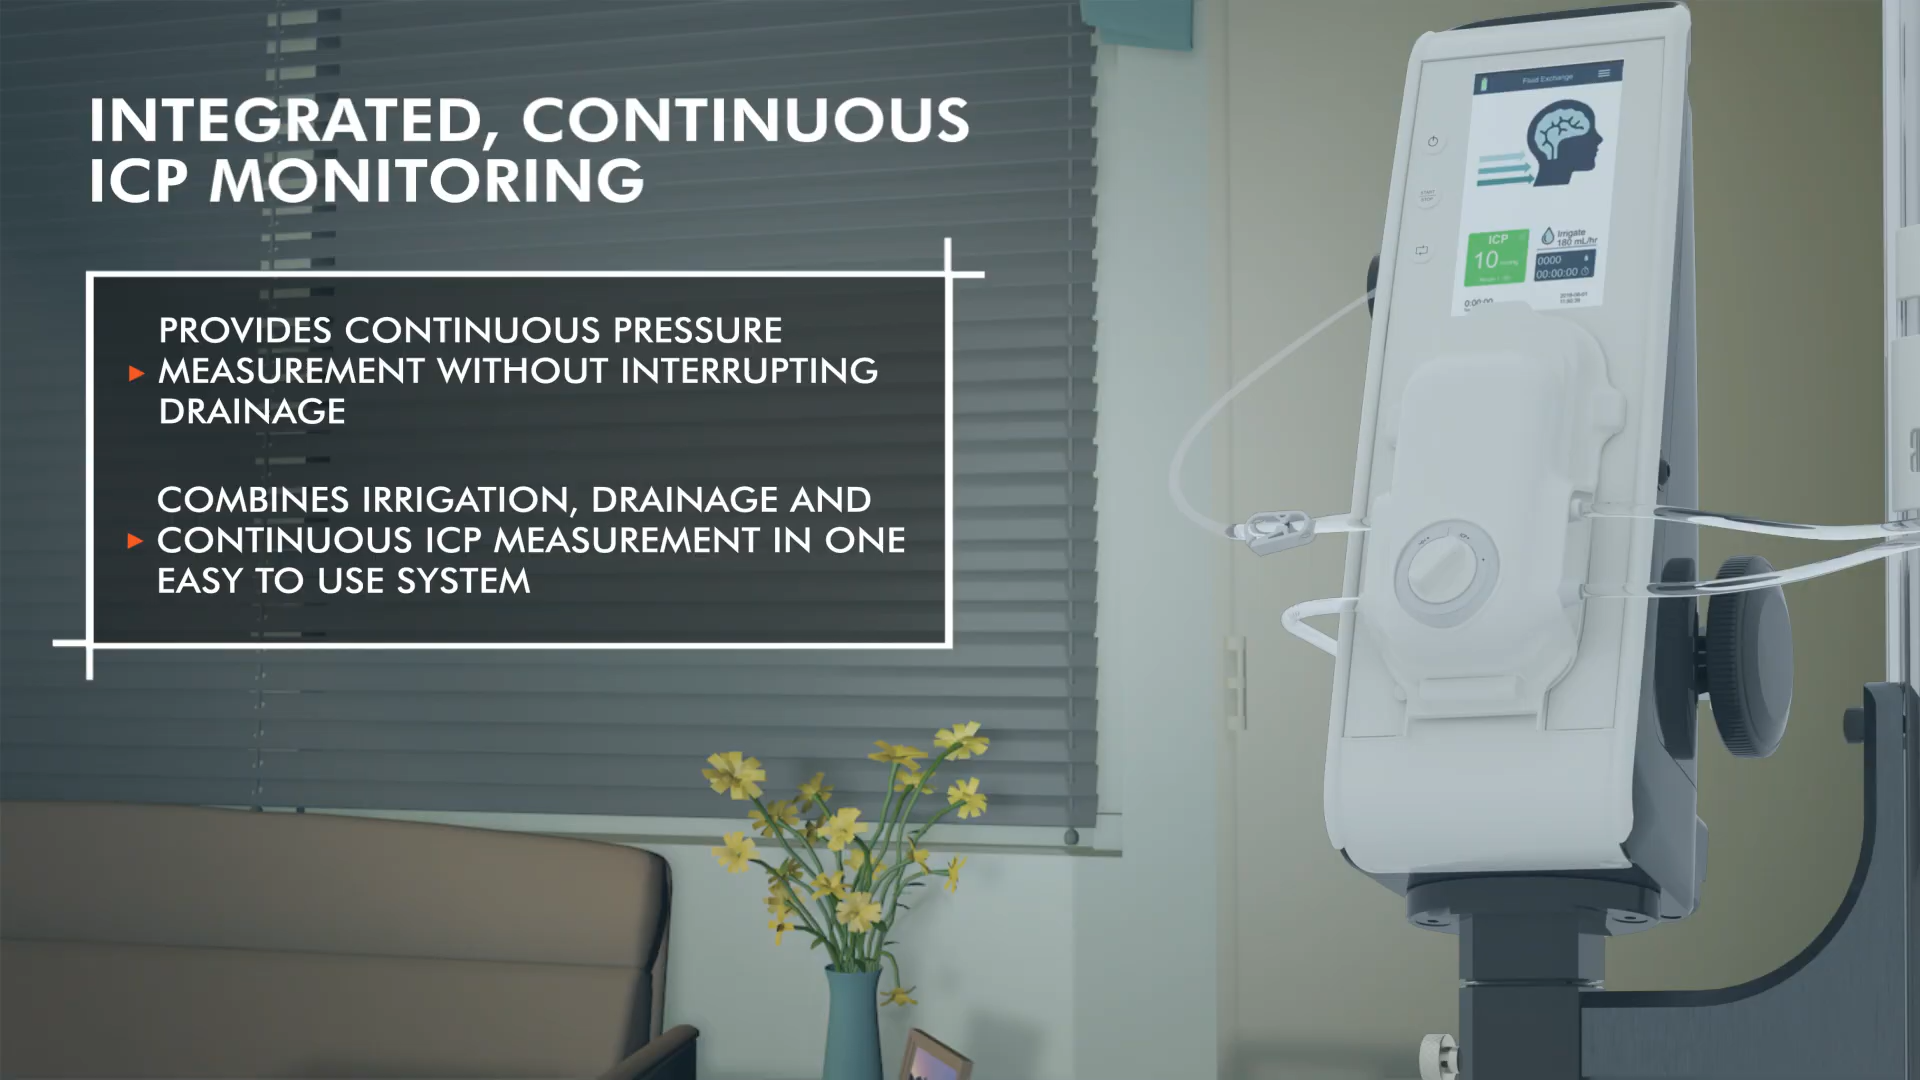 INTEGRATED, CONTINUOUS
ICP MONITORING
PROVIDES CONTINUOUS PRESSURE
MEASUREMENT WITHOUT INTERRUPTING
DRAINAGE
COMBINES IRRIGATION, DRAINAGE AND
CONTINUOUS ICP MEASUREMENT IN ONE
EASY TO USE SYSTEM
Fluid Exchange
ICP
10
Irrigate
180 mL/hr
0000
00:00:00